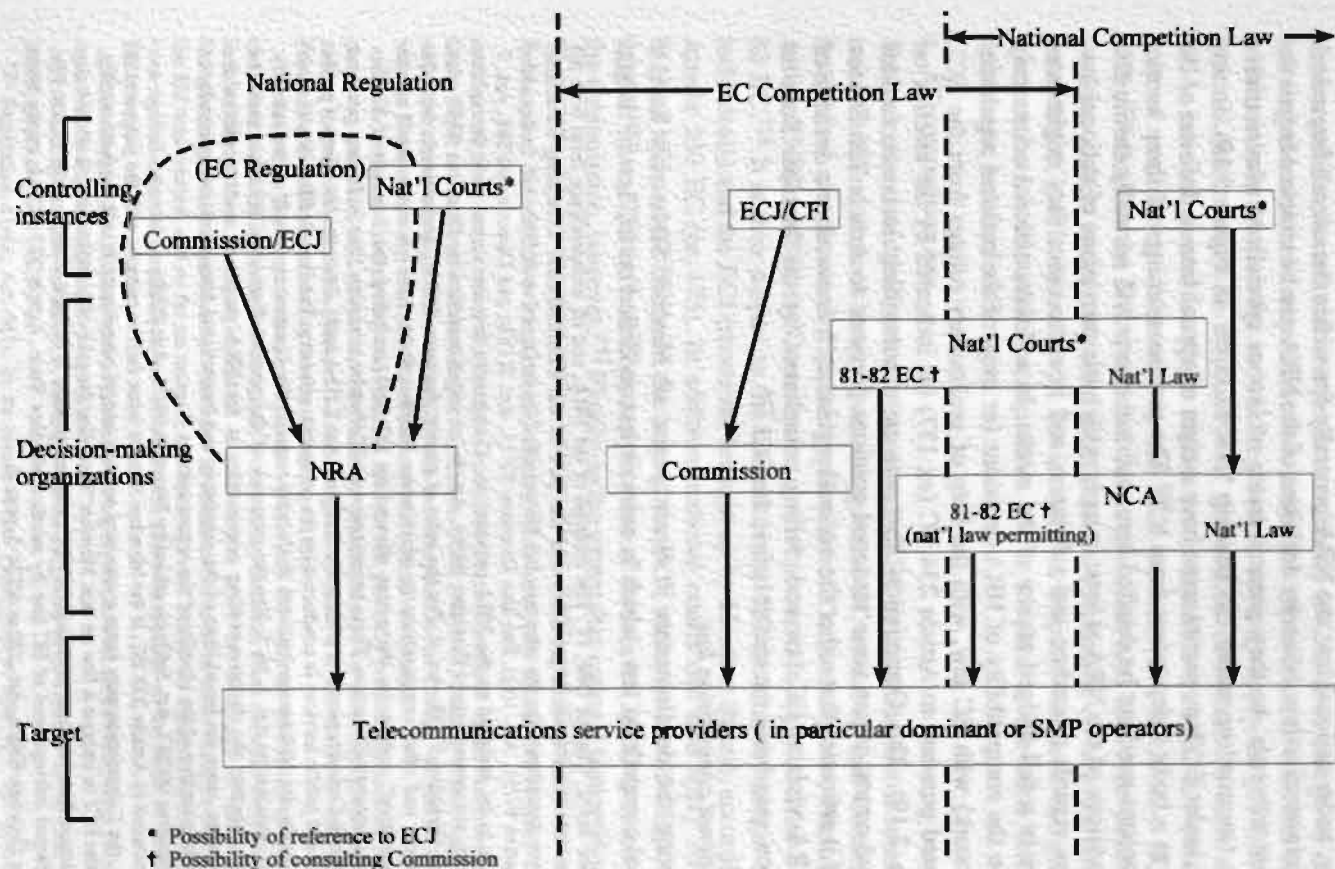 National Competition Law
National Regulation
EC Competition Law
Controlling
instances
(EC Regulation)
Nat'l Courts*
Commission/ECJ
ECJ/CFI
Nat'l Courts*
Nat'l Courts*
81-82 EC †
Nat'l Law
Decision-making
organizations
NRA
Commission
NCA
81-82 EC †
(nat'l law permitting)
Nat'l Law
Target
Telecommunications service providers ( in particular dominant or SMP operators)
* Possibility of reference to ECJ
† Possibility of consulting Commission